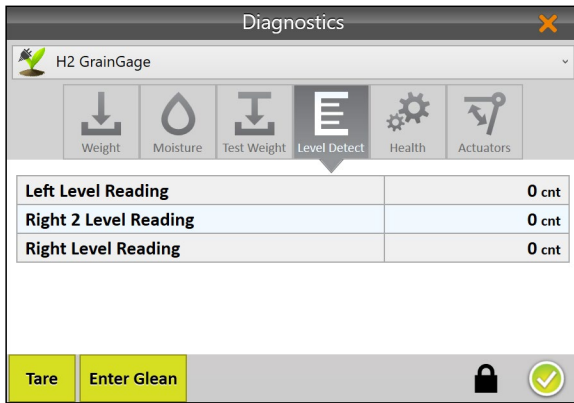 Diagnostics
H2 GrainGage
Weight Moisture Test Weight Level Detect Health Actuators
Left Level Reading 0 cnt
Right 2 Level Reading 0 cnt
Right Level Reading 0 cnt
Tare Enter Glean